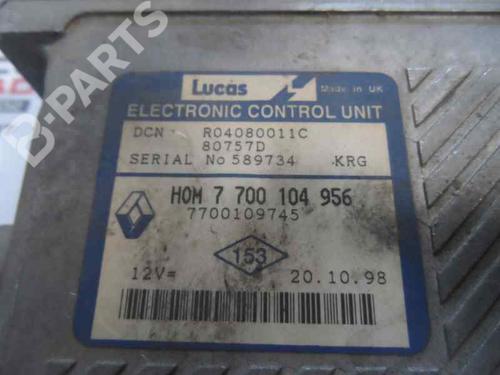 B-PARTS
Lucas
Made in UK
ELECTRONIC CONTROL UNIT
DCN R04080011C
80757D
SERIAL No 589734 KRG
HOM 7 700 104 956
7700109745
153
12V= 20.10.98